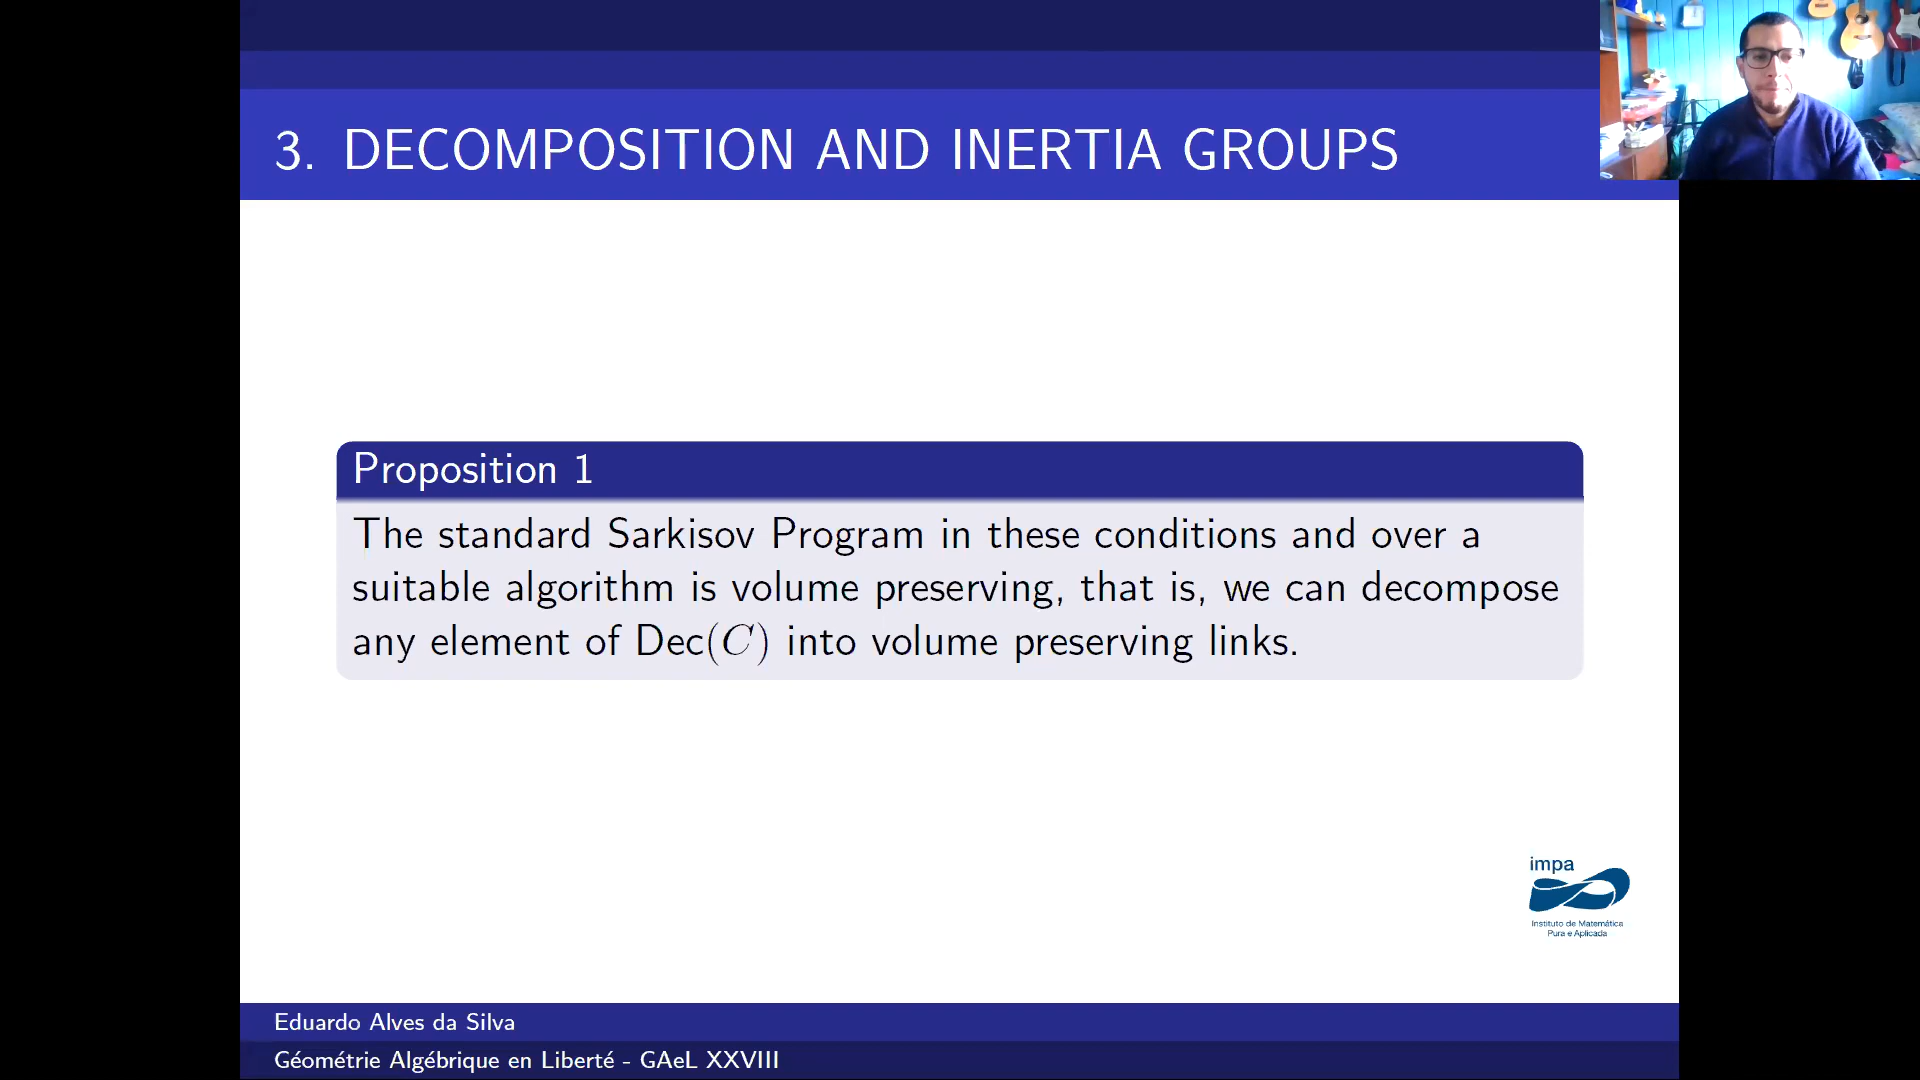 3. DECOMPOSITION AND INERTIA GROUPS
Proposition 1
The standard Sarkisov Program in these conditions and over a
suitable algorithm is volume preserving, that is, we can decompose
any element of Dec(C) into volume preserving links.
impa
Instituto de Matemática
Pura e Aplicada
Eduardo Alves da Silva
Géométrie Algébrique en Liberté - GAeL XXVIII